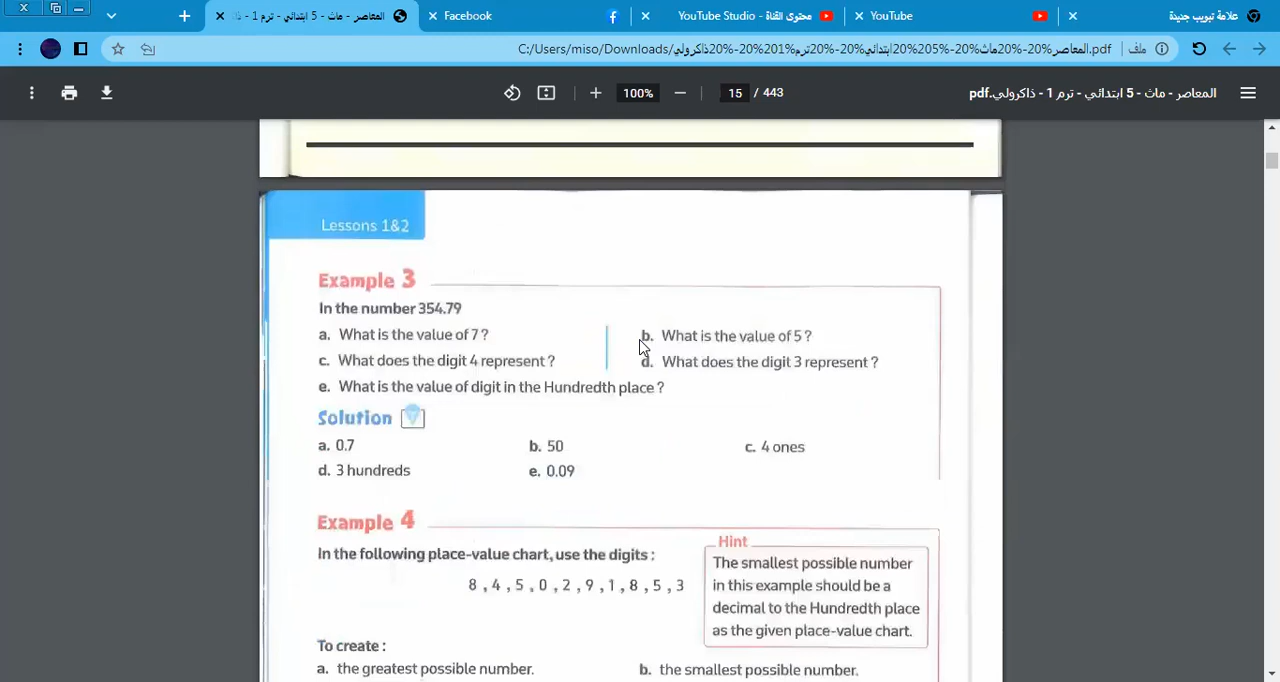 المعاصر - ماث - 5 ابتدائي - ترم 1 - ذ
Facebook
محتوى القناة - YouTube Studio
YouTube
علامة تبويب جديدة
ملف
C:/Users/miso/Downloads/المعاصر%20-%20ماث%20-%205%20ابتدائي%20-%20ترم%201%20-%20ذاكرولي.pdf
100%
15 / 443
المعاصر - ماث - 5 ابتدائي - ترم 1 - ذاكرولي.pdf
Lessons 1&2
Example 3
In the number 354.79
a. What is the value of 7 ?
b. What is the value of 5 ?
c. What does the digit 4 represent ?
d. What does the digit 3 represent ?
e. What is the value of digit in the Hundredth place ?
Solution
a. 0.7
b. 50
c. 4 ones
d. 3 hundreds
e. 0.09
Example 4
In the following place-value chart, use the digits :
8 , 4 , 5 , 0 , 2 , 9 , 1 , 8 , 5 , 3
Hint
The smallest possible number
in this example should be a
decimal to the Hundredth place
as the given place-value chart.
To create :
a. the greatest possible number.
b. the smallest possible number.